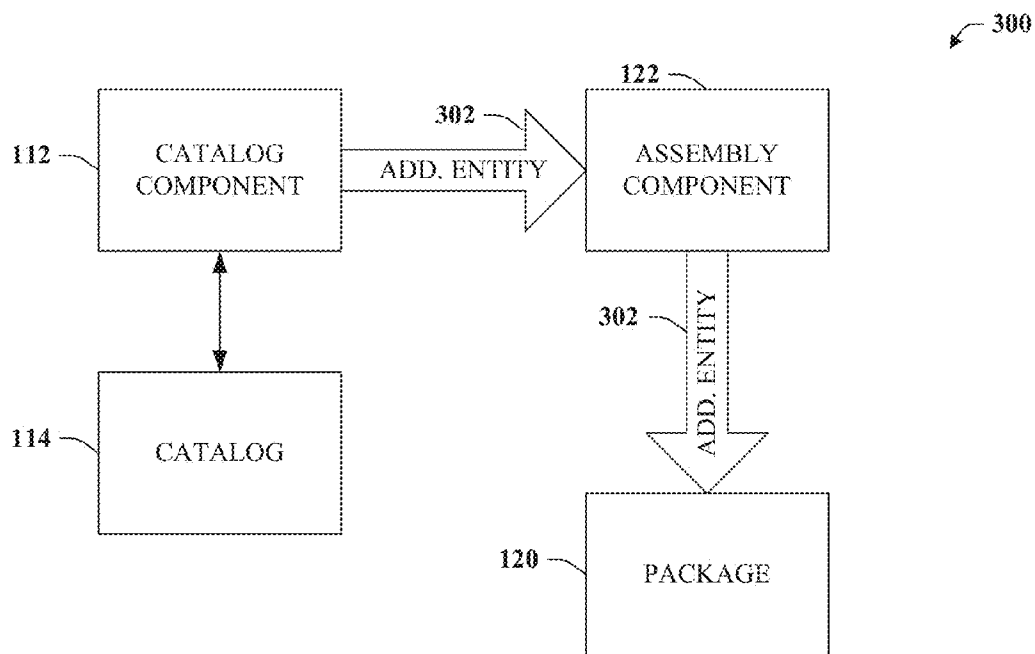 300
122
302
112
CATALOG
COMPONENT
ADD. ENTITY
ASSEMBLY
COMPONENT
302
ADD. ENTITY
114
CATALOG
120
PACKAGE